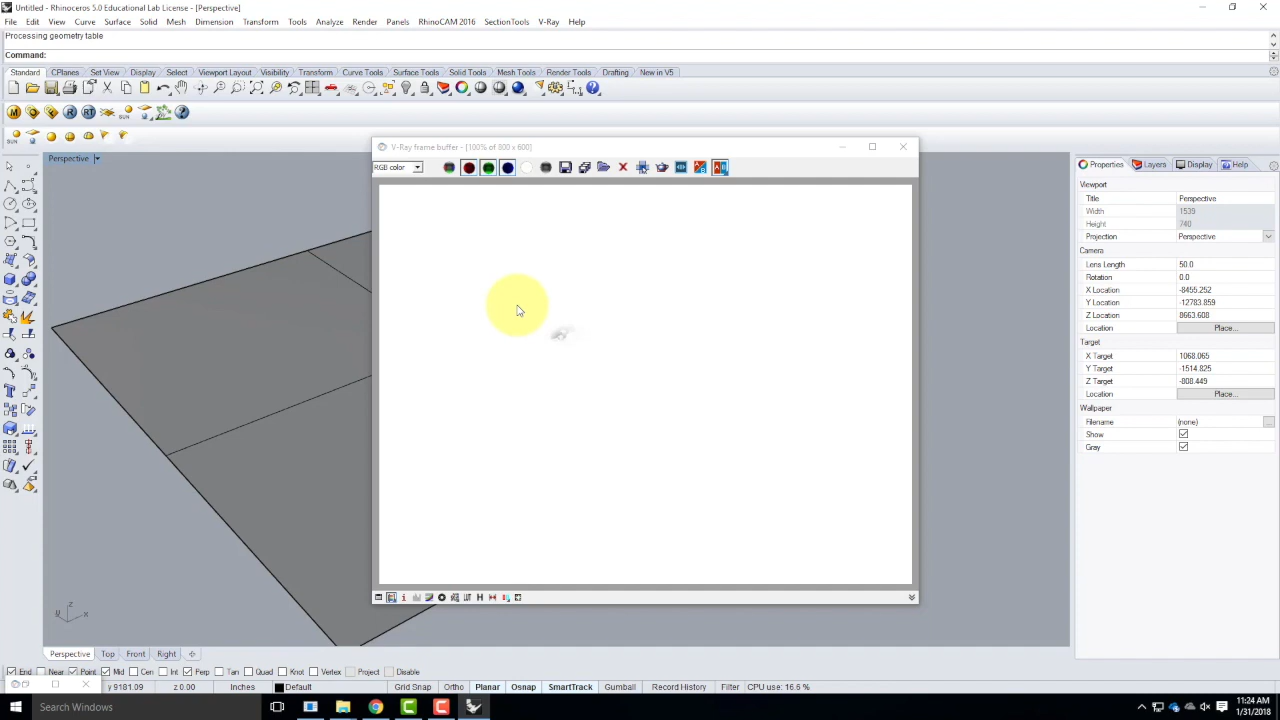 Untitled - Rhinoceros 5.0 Educational Lab License - [Perspective]
File Edit View Curve Surface Solid Mesh Dimension Transform Tools Analyze Render Panels RhinoCAM 2016 SectionTools V-Ray Help
Processing geometry table
Command:
Standard CPlanes Set View Display Select Viewport Layout Visibility Transform Curve Tools Surface Tools Solid Tools Mesh Tools Render Tools Drafting New in V5
M R RT
SUN
SUN
Perspective
V-Ray frame buffer - [100% of 800 x 600]
RGB color
Properties Layers Display Help
Viewport
Title Perspective
Width 1539
Height 740
Projection Perspective
Camera
Lens Length 50.0
Rotation 0.0
X Location -8455.252
Y Location -12783.859
Z Location 8663.608
Location Place...
Target
X Target 1068.065
Y Target -1514.825
Z Target -808.449
Location Place...
Wallpaper
Filename (none) ...
Show
Gray
z
x
Perspective Top Front Right
End Near Point Mid Cen Int Perp Tan Quad Knot Vertex Project Disable
y 9181.09 z 0.00 Inches Default Grid Snap Ortho Planar Osnap SmartTrack Gumball Record History Filter CPU use: 16.6 %
Search Windows
11:24 AM
1/31/2018